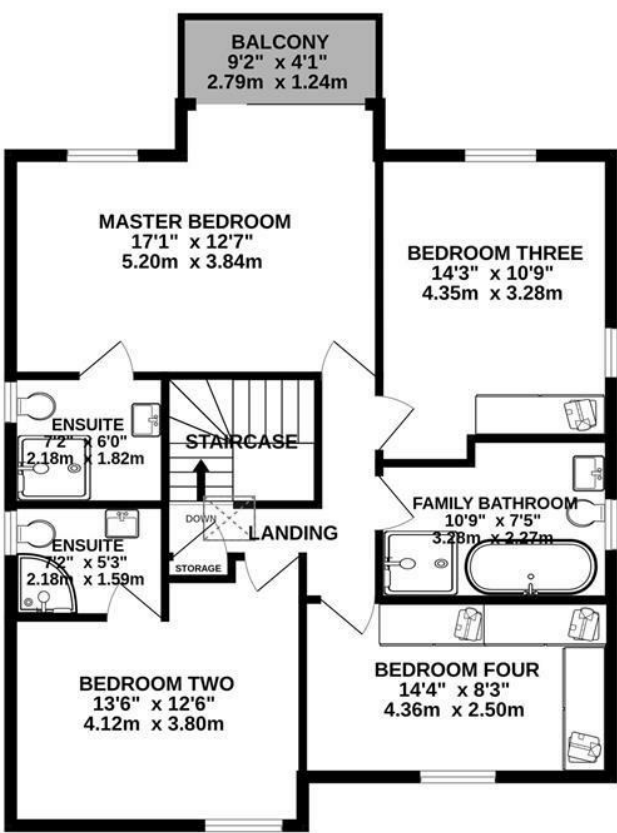 BALCONY
9'2" x 4'1"
2.79m x 1.24m
MASTER BEDROOM
17'1" x 12'7"
5.20m x 3.84m
BEDROOM THREE
14'3" x 10'9"
4.35m x 3.28m
ENSUITE
7'2" x 6'0"
2.18m x 1.82m
STAIRCASE
DOWN
LANDING
STORAGE
ENSUITE
7'2" x 5'3"
2.18m x 1.59m
FAMILY BATHROOM
10'9" x 7'5"
3.28m x 2.27m
BEDROOM TWO
13'6" x 12'6"
4.12m x 3.80m
BEDROOM FOUR
14'4" x 8'3"
4.36m x 2.50m